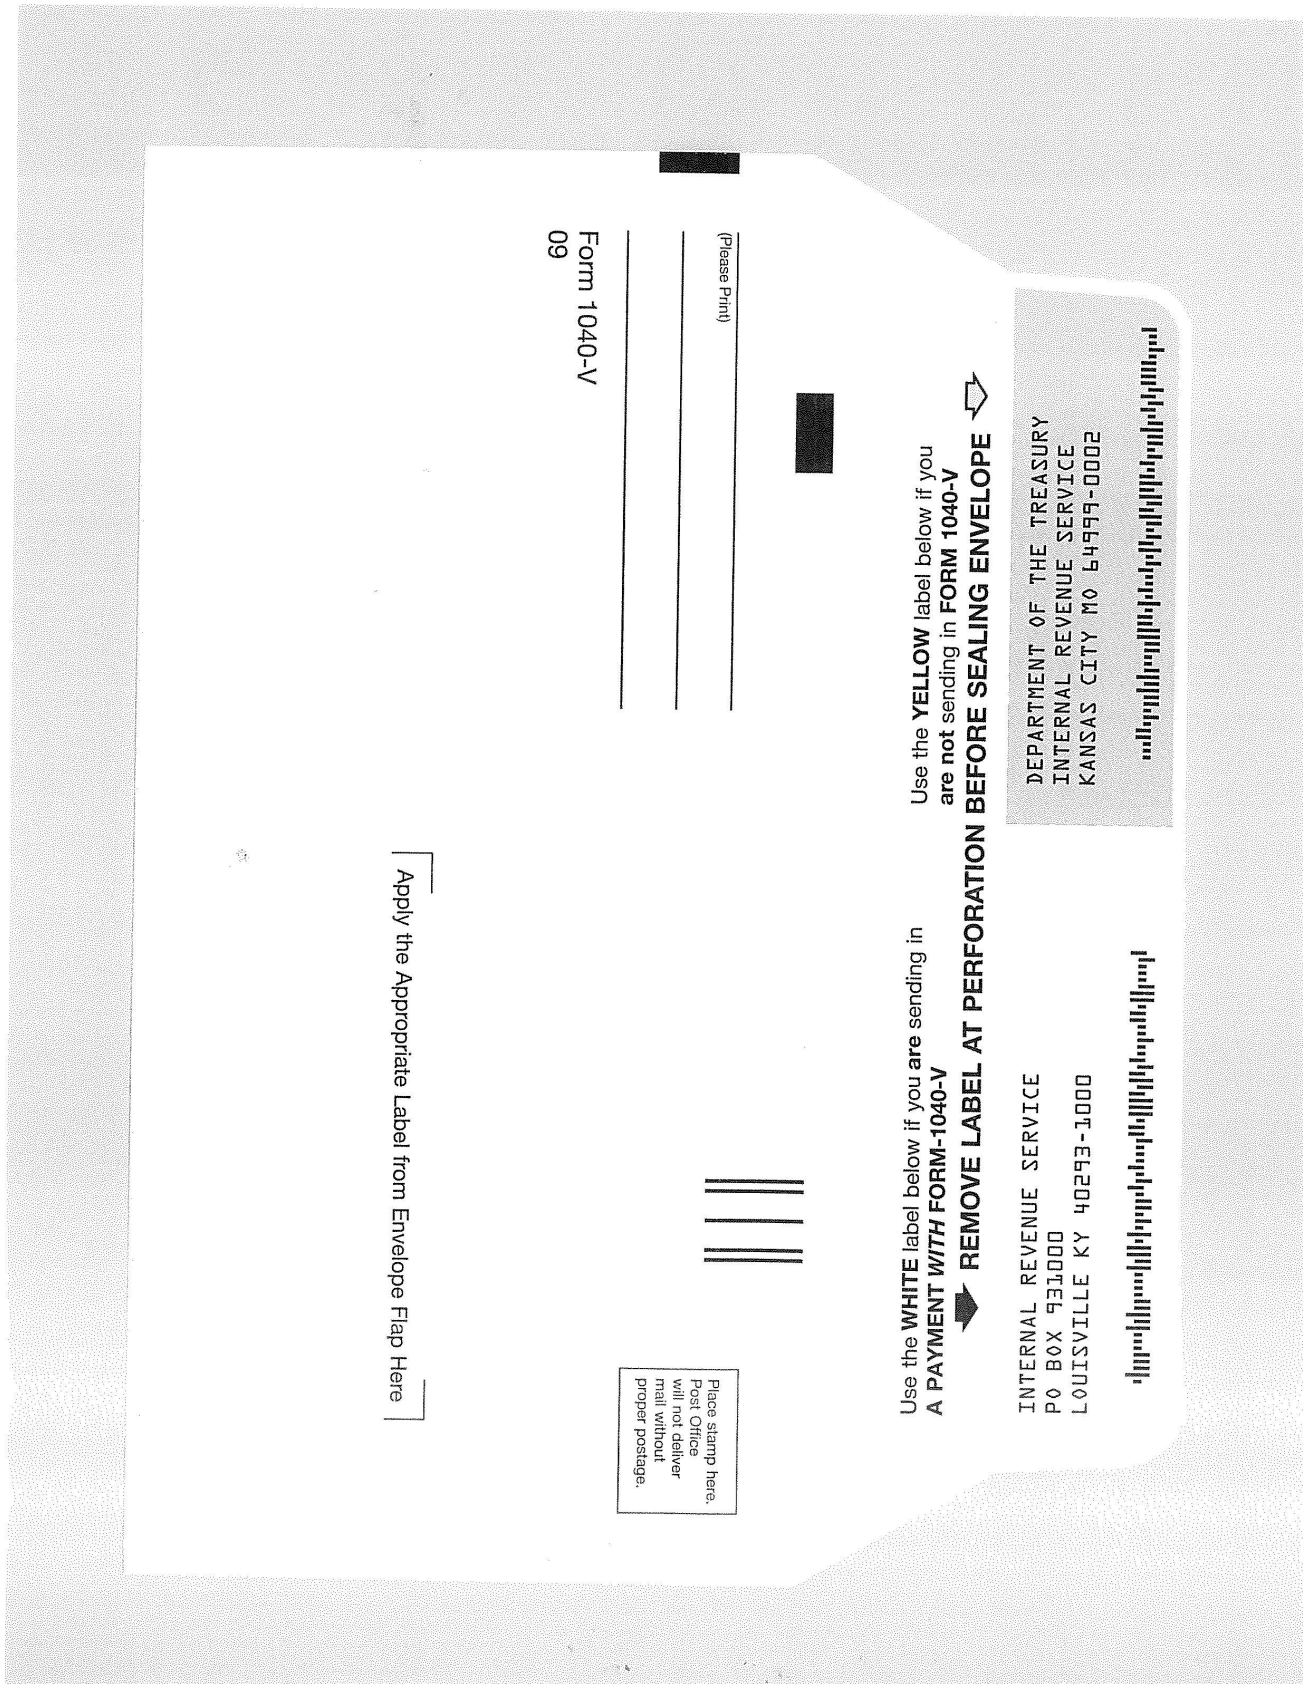 (Please Print)
Form 1040-V
09
Place stamp here.
Post Office
will not deliver
mail without
proper postage.
Apply the Appropriate Label from Envelope Flap Here
Use the WHITE label below if you are sending in
A PAYMENT WITH FORM-1040-V
Use the YELLOW label below if you
are not sending in FORM 1040-V
REMOVE LABEL AT PERFORATION BEFORE SEALING ENVELOPE
INTERNAL REVENUE SERVICE
PO BOX 931000
LOUISVILLE KY 40293-1000
DEPARTMENT OF THE TREASURY
INTERNAL REVENUE SERVICE
KANSAS CITY MO 64999-0002